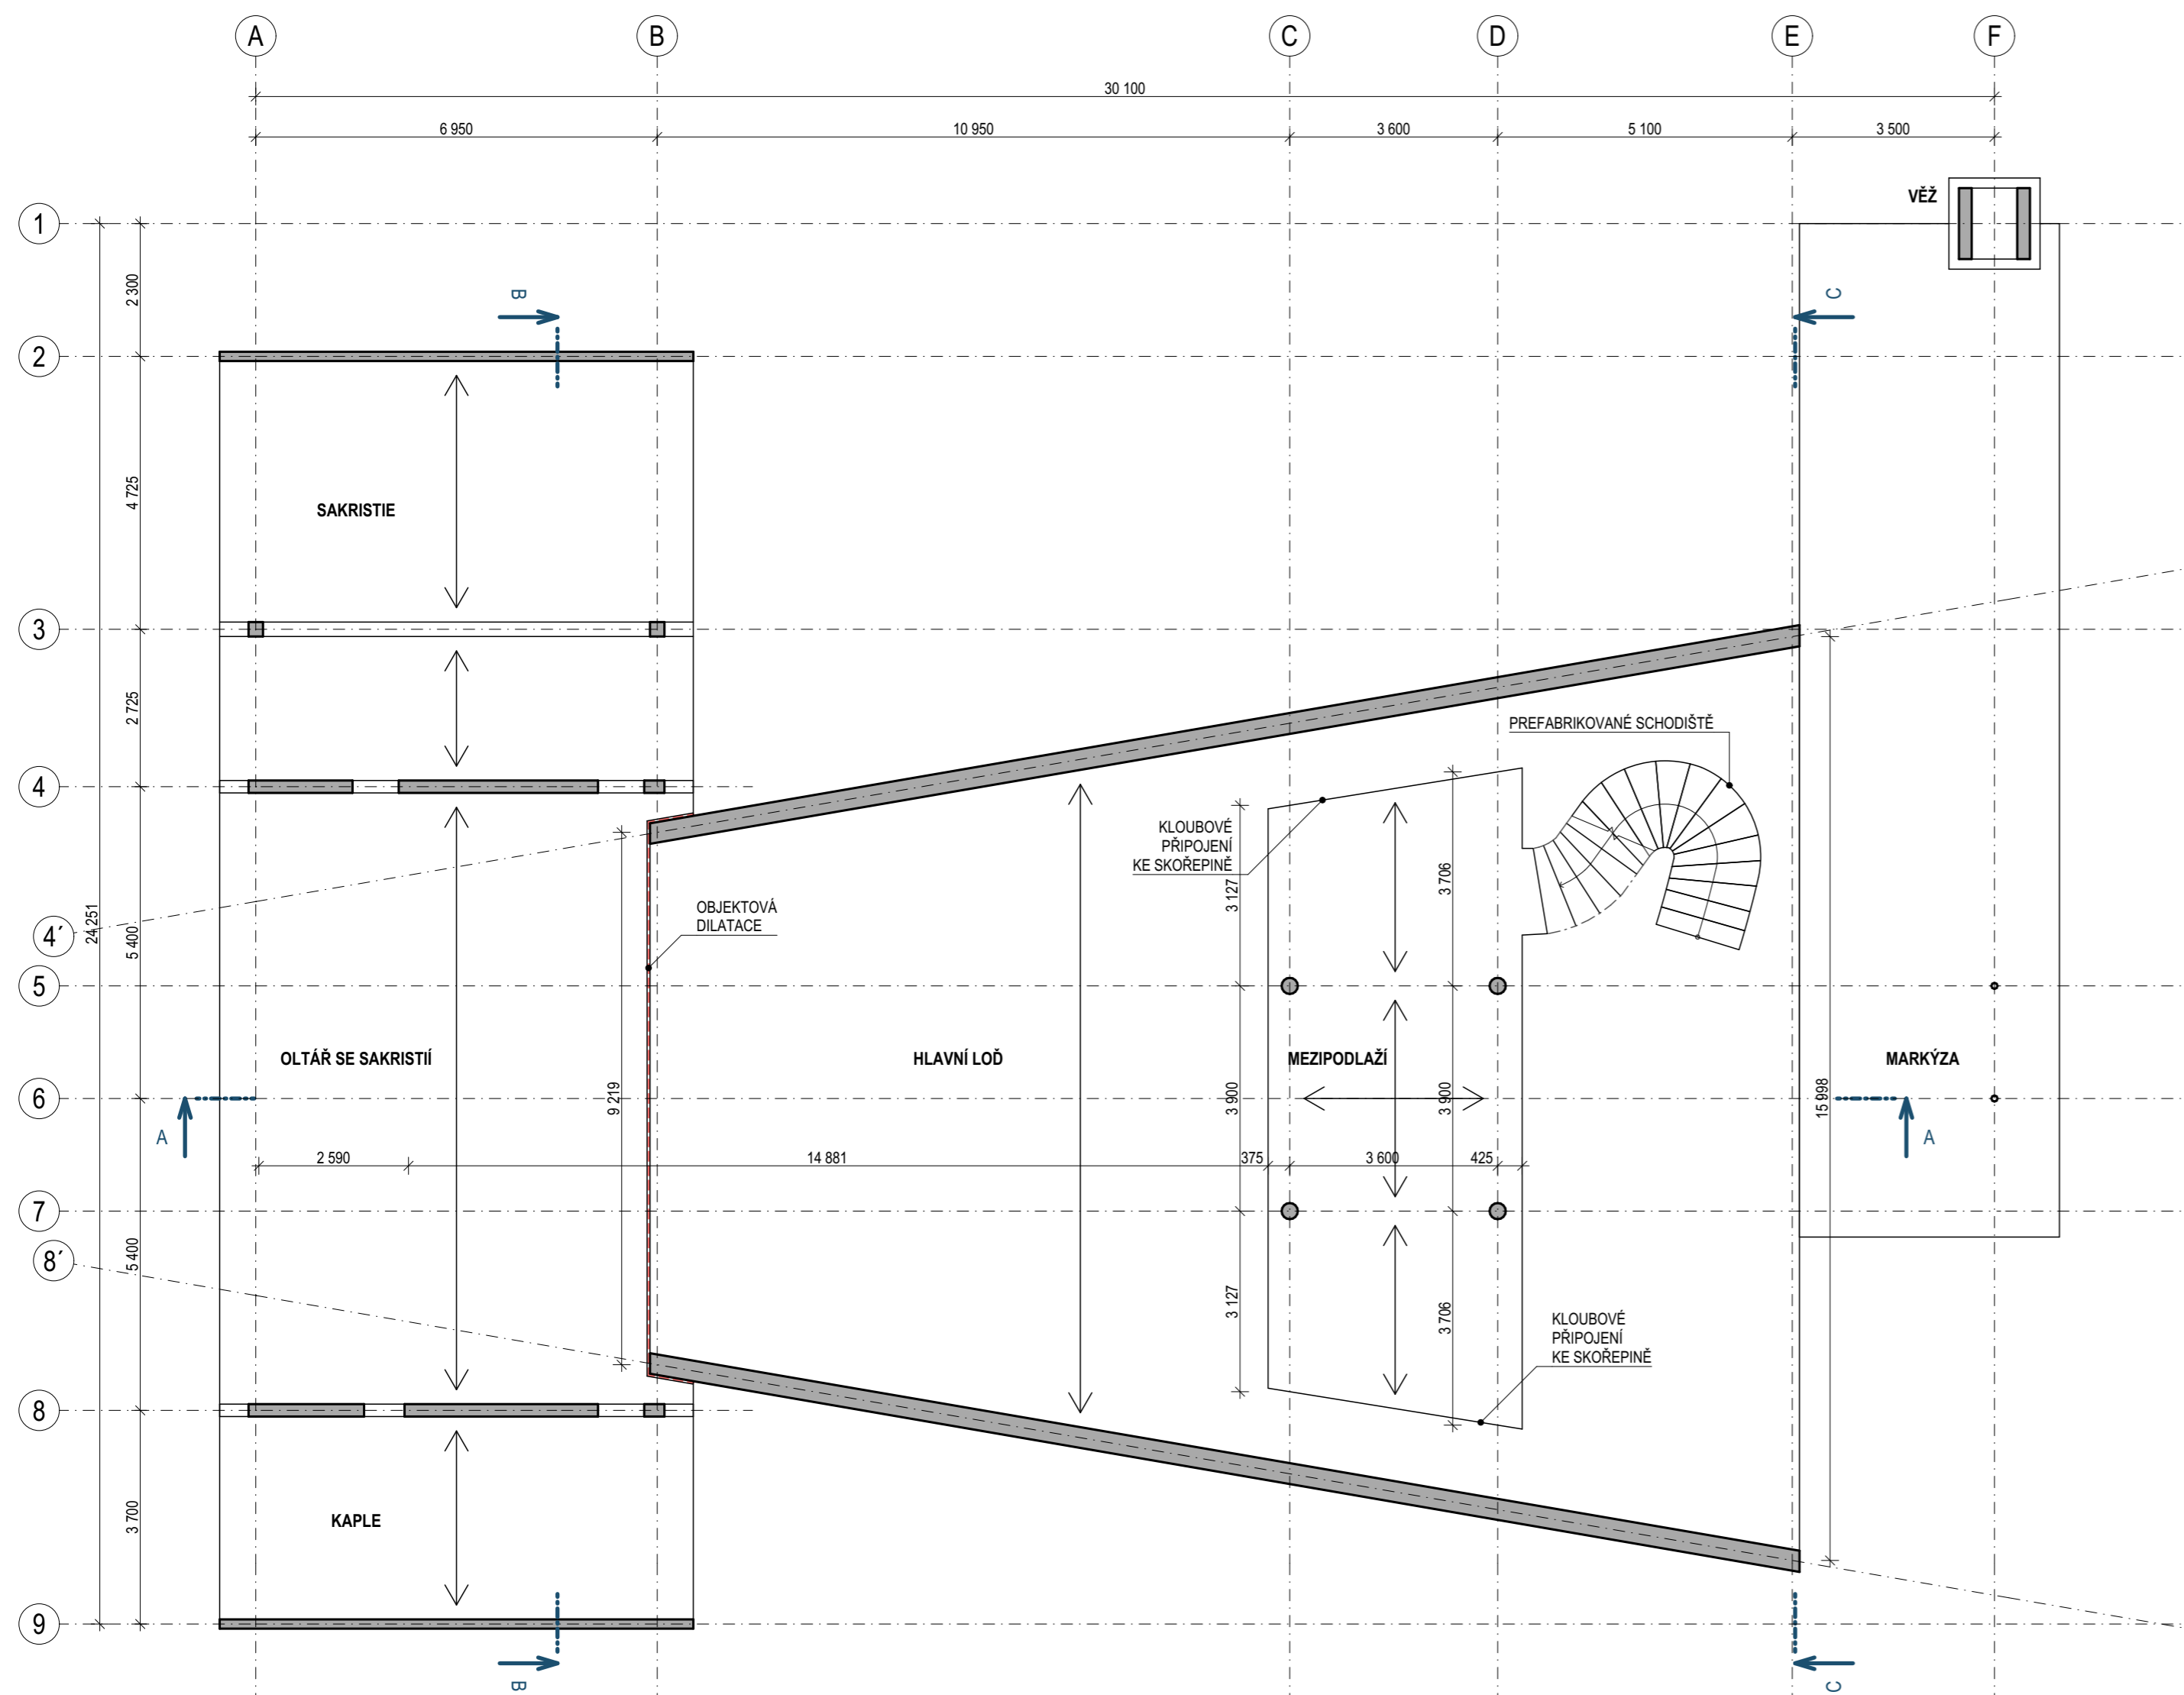 A B C D E F
30 100
6 950 10 950 3 600 5 100 3 500
VĚŽ
1
2 300
B C
2
4 725
SAKRISTIE
3
2 725
PREFABRIKOVANÉ SCHODIŠTĚ
4
KLOUBOVÉ
PŘIPOJENÍ
KE SKOŘEPINĚ
3 127
3 706
OBJEKTOVÁ
DILATACE
24 251
4´
5 400
5
OLTÁŘ SE SAKRISTIÍ HLAVNÍ LOĎ MEZIPODLAŽÍ MARKÝZA
6
9 219
3 900
3 900
15 998
A A
2 590 14 881 375 3 600 425
7
8´
5 400
3 127
3 706
KLOUBOVÉ
PŘIPOJENÍ
KE SKOŘEPINĚ
8
3 700
KAPLE
9
B C